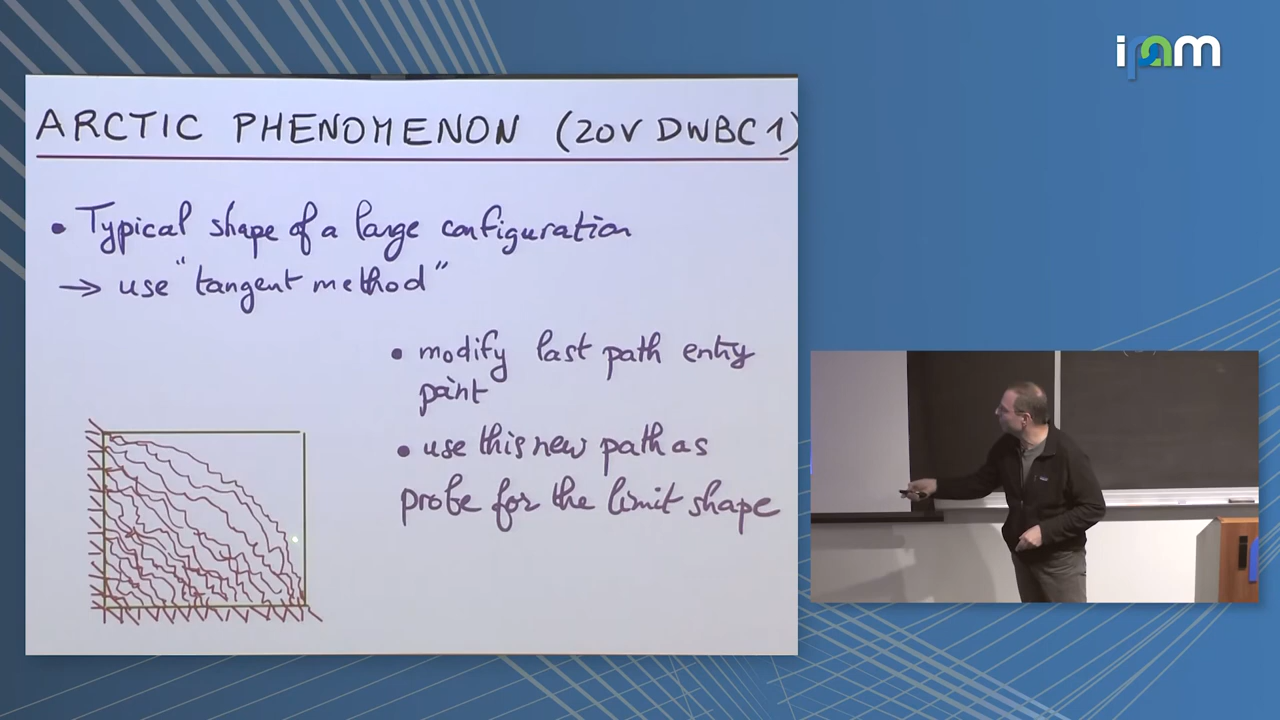 ipam
ARCTIC PHENOMENON (20V DWBC1)
• Typical shape of a large configuration
→ use "tangent method"
• modify last path entry
point
• use this new path as
probe for the limit shape